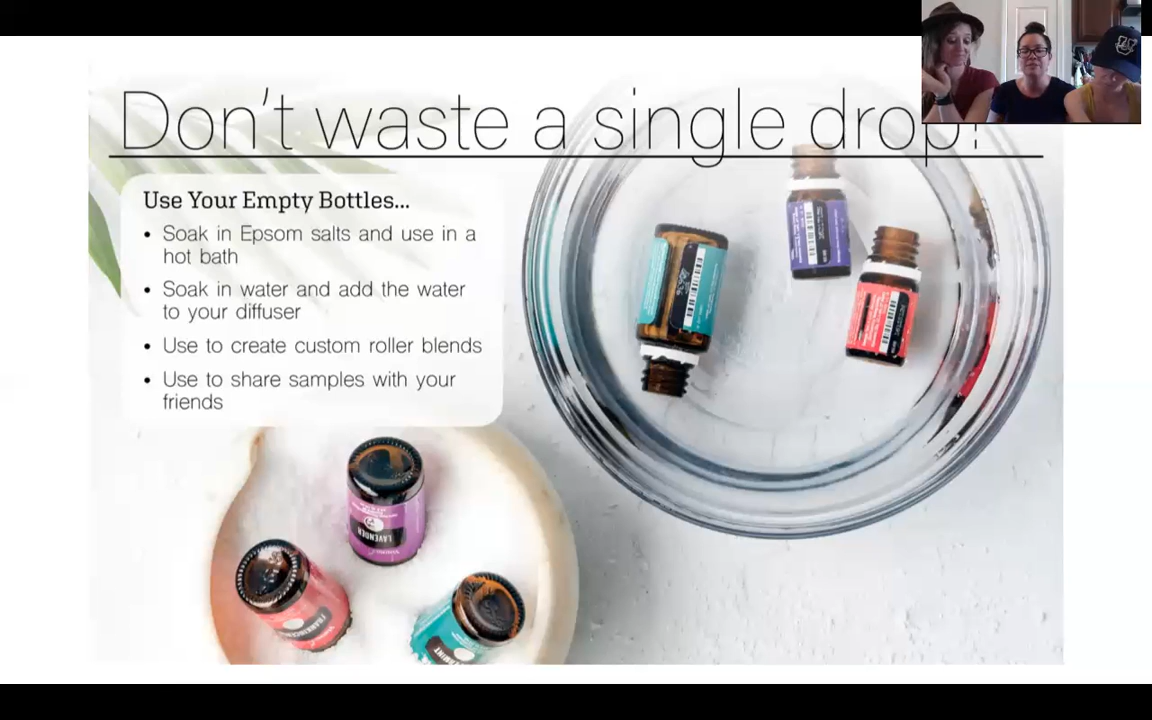 Don't waste a single drop!
Use Your Empty Bottles...
• Soak in Epsom salts and use in a
hot bath
• Soak in water and add the water
to your diffuser
• Use to create custom roller blends
• Use to share samples with your
friends
LAVENDER